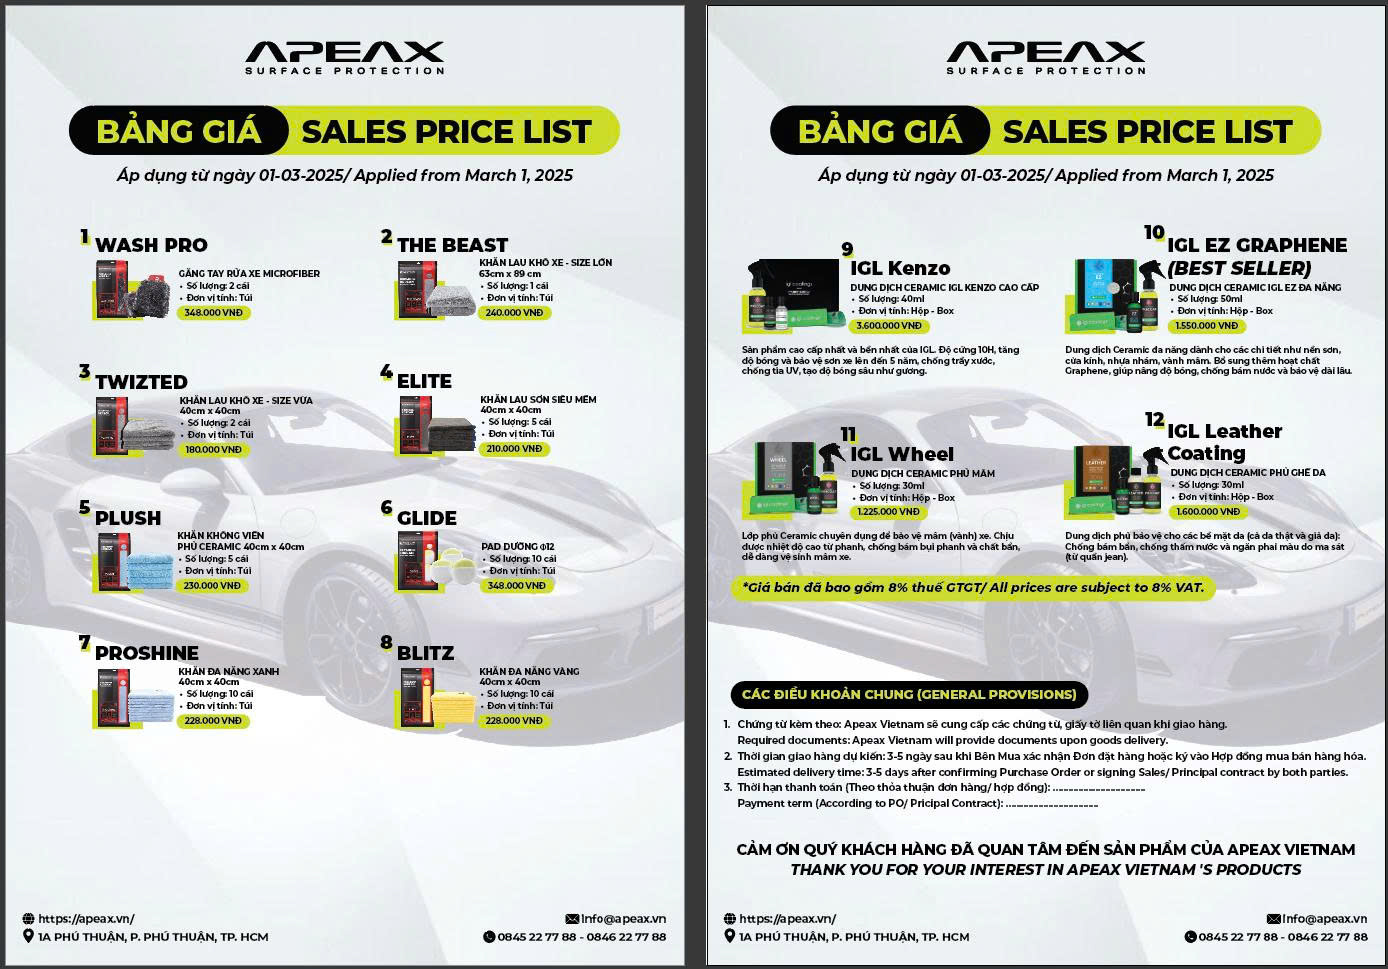 APEAX
SURFACE PROTECTION
BẢNG GIÁ SALES PRICE LIST
Áp dụng từ ngày 01-03-2025/ Applied from March 1, 2025
1 WASH PRO
GĂNG TAY RỬA XE MICROFIBER
• Số lượng: 2 cái
• Đơn vị tính: Túi
348.000 VNĐ
2 THE BEAST
KHĂN LAU KHÔ XE - SIZE LỚN
63cm x 89 cm
• Số lượng: 1 cái
• Đơn vị tính: Túi
240.000 VNĐ
3 TWIZTED
KHĂN LAU KHÔ XE - SIZE VỪA
40cm x 40cm
• Số lượng: 2 cái
• Đơn vị tính: Túi
180.000 VNĐ
4 ELITE
KHĂN LAU SƠN SIÊU MỀM
40cm x 40cm
• Số lượng: 5 cái
• Đơn vị tính: Túi
210.000 VNĐ
5 PLUSH
KHĂN KHÔNG VIỀN
PHỦ CERAMIC 40cm x 40cm
• Số lượng: 5 cái
• Đơn vị tính: Túi
230.000 VNĐ
6 GLIDE
PAD DƯỠNG φ12
• Số lượng: 10 cái
• Đơn vị tính: Túi
348.000 VNĐ
7 PROSHINE
KHĂN ĐA NĂNG XANH
40cm x 40cm
• Số lượng: 10 cái
• Đơn vị tính: Túi
228.000 VNĐ
8 BLITZ
KHĂN ĐA NĂNG VÀNG
40cm x 40cm
• Số lượng: 10 cái
• Đơn vị tính: Túi
228.000 VNĐ
https://apeax.vn/
info@apeax.vn
1A PHÚ THUẬN, P. PHÚ THUẬN, TP. HCM
0845 22 77 88 - 0846 22 77 88
APEAX
SURFACE PROTECTION
BẢNG GIÁ SALES PRICE LIST
Áp dụng từ ngày 01-03-2025/ Applied from March 1, 2025
9 IGL Kenzo
DUNG DỊCH CERAMIC IGL KENZO CAO CẤP
• Số lượng: 40ml
• Đơn vị tính: Hộp - Box
3.600.000 VNĐ
Sản phẩm cao cấp nhất và bền nhất của IGL. Độ cứng 10H, tăng
độ bóng và bảo vệ sơn xe lên đến 5 năm, chống trầy xước,
chống tia UV, tạo độ bóng sâu như gương.
10 IGL EZ GRAPHENE
(BEST SELLER)
DUNG DỊCH CERAMIC IGL EZ ĐA NĂNG
• Số lượng: 50ml
• Đơn vị tính: Hộp - Box
1.550.000 VNĐ
Dung dịch Ceramic đa năng dành cho các chi tiết như nền sơn,
cửa kính, nhựa nhám, vành mâm. Bổ sung thêm hoạt chất
Graphene, giúp nâng độ bóng, chống bám nước và bảo vệ dài lâu.
11 IGL Wheel
DUNG DỊCH CERAMIC PHỦ MÂM
• Số lượng: 30ml
• Đơn vị tính: Hộp - Box
1.225.000 VNĐ
Lớp phủ Ceramic chuyên dụng để bảo vệ mâm (vành) xe. Chịu
được nhiệt độ cao từ phanh, chống bám bụi phanh và chất bẩn,
dễ dàng vệ sinh mâm xe.
12 IGL Leather
Coating
DUNG DỊCH CERAMIC PHỦ GHẾ DA
• Số lượng: 30ml
• Đơn vị tính: Hộp - Box
1.600.000 VNĐ
Dung dịch phủ bảo vệ cho các bề mặt da (cả da thật và giả da):
Chống bám bẩn, chống thấm nước và ngăn phai màu do ma sát
(từ quần jean).
*Giá bán đã bao gồm 8% thuế GTGT/ All prices are subject to 8% VAT.
CÁC ĐIỀU KHOẢN CHUNG (GENERAL PROVISIONS)
1. Chứng từ kèm theo: Apeax Vietnam sẽ cung cấp các chứng từ, giấy tờ liên quan khi giao hàng.
Required documents: Apeax Vietnam will provide documents upon goods delivery.
2. Thời gian giao hàng dự kiến: 3-5 ngày sau khi Bên Mua xác nhận Đơn đặt hàng hoặc ký vào Hợp đồng mua bán hàng hóa.
Estimated delivery time: 3-5 days after confirming Purchase Order or signing Sales/ Principal contract by both parties.
3. Thời hạn thanh toán (Theo thỏa thuận đơn hàng/ hợp đồng): ......................
Payment term (According to PO/ Pricipal Contract): ......................
CẢM ƠN QUÝ KHÁCH HÀNG ĐÃ QUAN TÂM ĐẾN SẢN PHẨM CỦA APEAX VIETNAM
THANK YOU FOR YOUR INTEREST IN APEAX VIETNAM 'S PRODUCTS
https://apeax.vn/
info@apeax.vn
1A PHÚ THUẬN, P. PHÚ THUẬN, TP. HCM
0845 22 77 88 - 0846 22 77 88